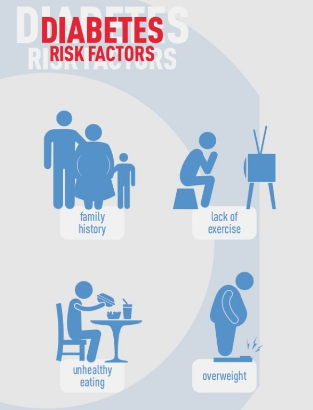 DIABETES
RISK FACTORS
family
history
lack of
exercise
unhealthy
eating
overweight